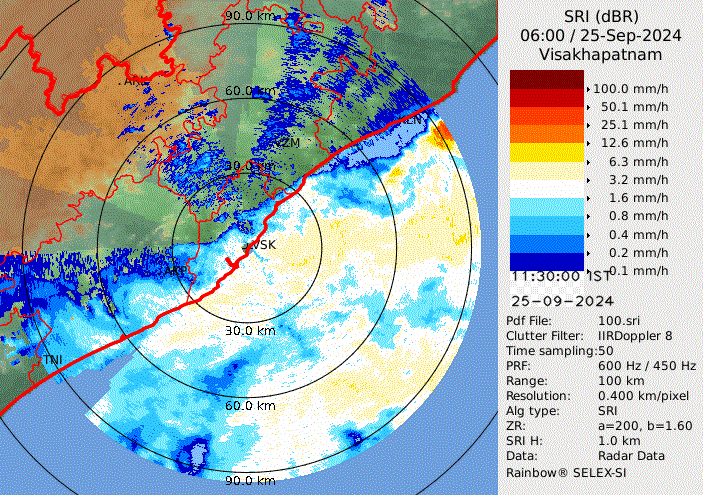 90.0 km
60.0 km
ZM
30.0 km
VSK
30.0 km
TNI
60.0 km
90.0 km
SRI (dBR)
06:00 / 25-Sep-2024
Visakhapatnam
100.0 mm/h
50.1 mm/h
25.1 mm/h
12.6 mm/h
6.3 mm/h
3.2 mm/h
1.6 mm/h
0.8 mm/h
0.4 mm/h
0.2 mm/h
0.1 mm/h
11:30:00 IST
25-09-2024
Pdf File: 100.sri
Clutter Filter: IIRDoppler 8
Time sampling:50
PRF: 600 Hz / 450 Hz
Range: 100 km
Resolution: 0.400 km/pixel
Alg type: SRI
ZR: a=200, b=1.60
SRI H: 1.0 km
Data: Radar Data
Rainbow® SELEX-SI